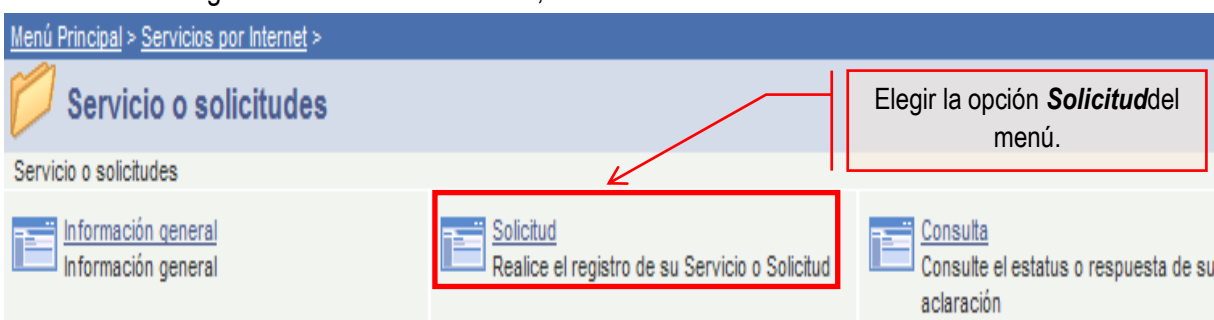 Menú Principal > Servicios por Internet >
Servicio o solicitudes
Elegir la opción Solicituddel
menú.
Servicio o solicitudes
Información general
Información general
Solicitud
Realice el registro de su Servicio o Solicitud
Consulta
Consulte el estatus o respuesta de su
aclaración